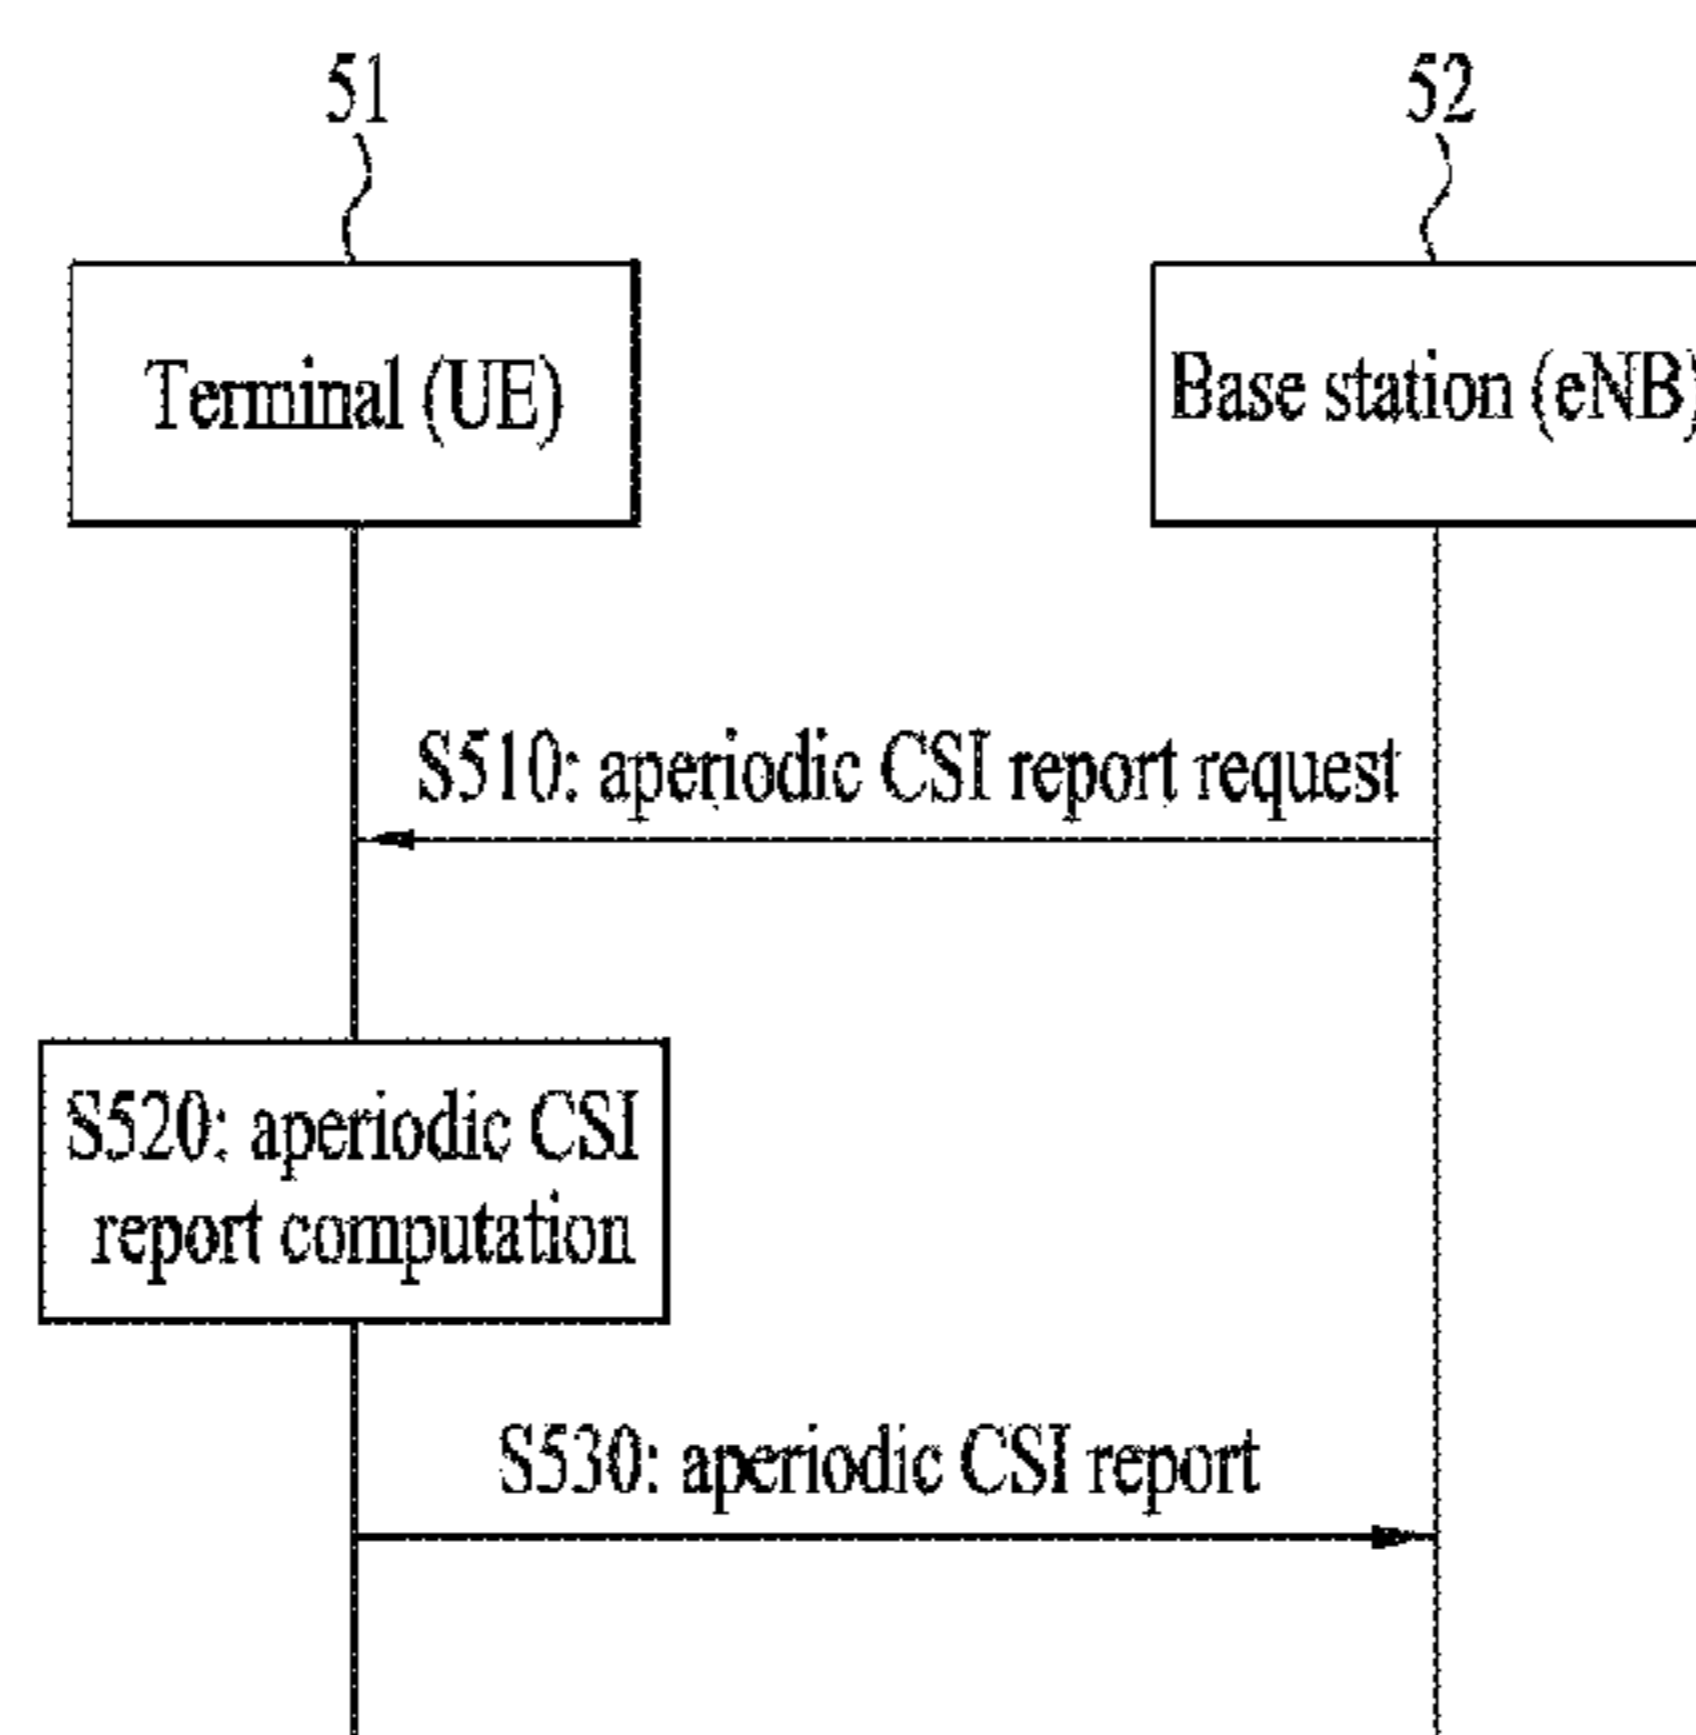 51
52
Terminal (UE)
Base station (eNB)
S510: aperiodic CSI report request
S520: aperiodic CSI
report computation
S530: aperiodic CSI report